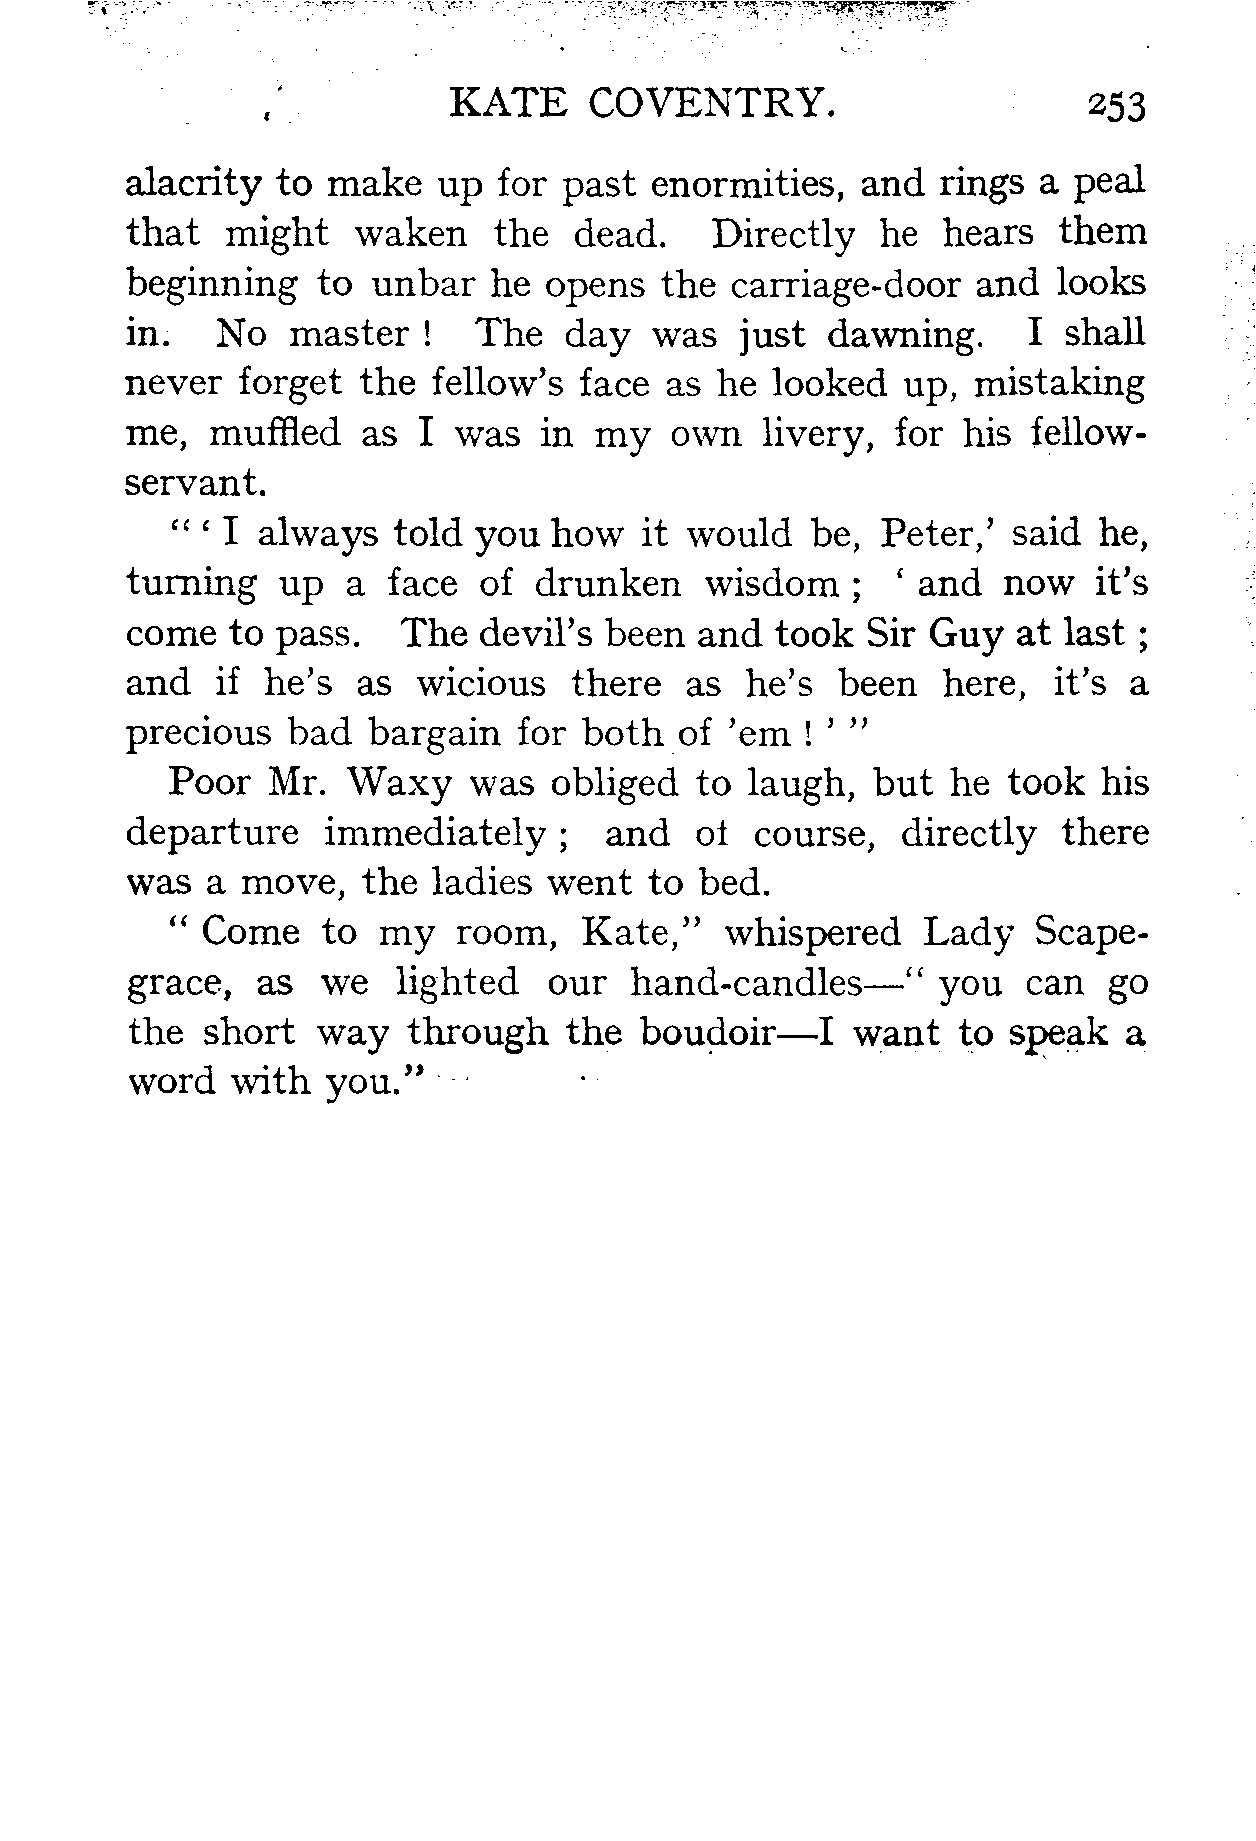 KATE COVENTRY. 253
alacrity to make up for past enormities, and rings a peal
that might waken the dead. Directly he hears them
beginning to unbar he opens the carriage-door and looks
in. No master ! The day was just dawning. I shall
never forget the fellow's face as he looked up, mistaking
me, muffled as I was in my own livery, for his fellow-
servant.
“ ‘ I always told you how it would be, Peter,’ said he,
turning up a face of drunken wisdom ; ‘ and now it's
come to pass. The devil's been and took Sir Guy at last ;
and if he's as wicious there as he's been here, it's a
precious bad bargain for both of ’em ! ’ ”
Poor Mr. Waxy was obliged to laugh, but he took his
departure immediately ; and of course, directly there
was a move, the ladies went to bed.
“ Come to my room, Kate,” whispered Lady Scape-
grace, as we lighted our hand-candles—“ you can go
the short way through the boudoir—I want to speak a
word with you.”